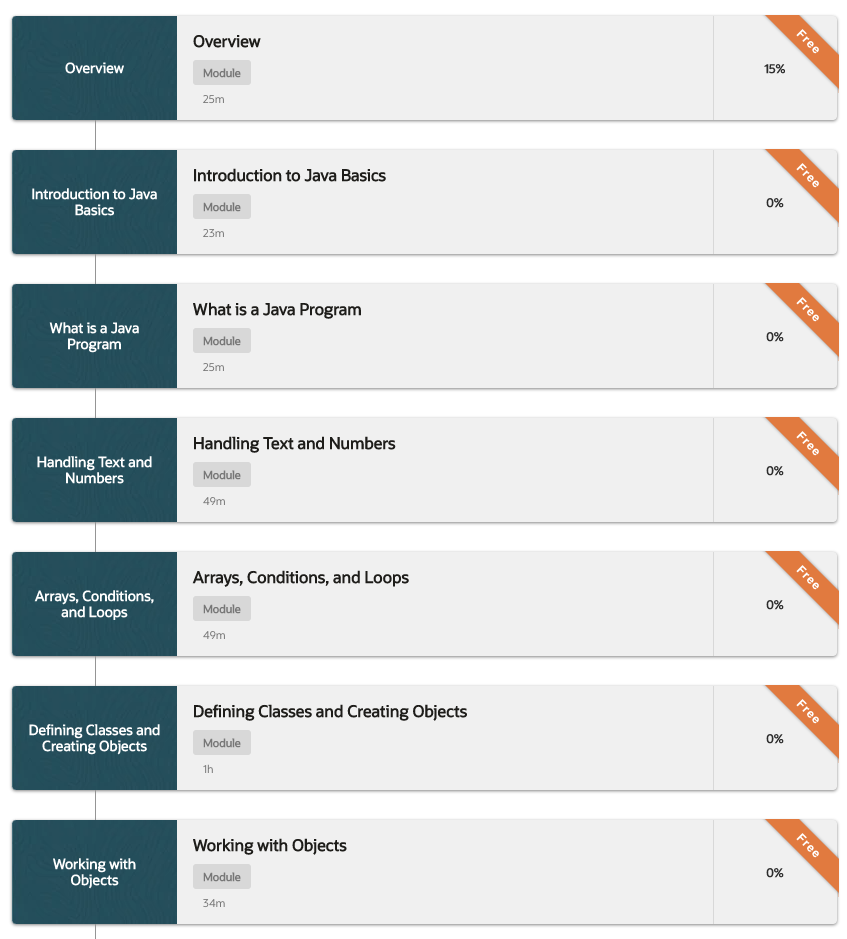 Overview
Overview
Module
25m
15%
Free
Introduction to Java
Basics
Introduction to Java Basics
Module
23m
0%
Free
What is a Java
Program
What is a Java Program
Module
25m
0%
Free
Handling Text and
Numbers
Handling Text and Numbers
Module
49m
0%
Free
Arrays, Conditions,
and Loops
Arrays, Conditions, and Loops
Module
49m
0%
Free
Defining Classes and
Creating Objects
Defining Classes and Creating Objects
Module
1h
0%
Free
Working with
Objects
Working with Objects
Module
34m
0%
Free